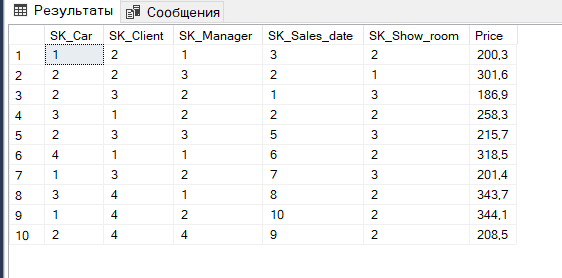 Результаты Сообщения
SK_Car SK_Client SK_Manager SK_Sales_date SK_Show_room Price
1 1 2 1 3 2 200,3
2 2 2 3 2 1 301,6
3 2 3 2 1 3 186,9
4 3 1 2 2 2 258,3
5 2 3 3 5 3 215,7
6 4 1 1 6 2 318,5
7 1 3 2 7 3 201,4
8 3 4 1 8 2 343,7
9 1 4 2 10 2 344,1
10 2 4 4 9 2 208,5